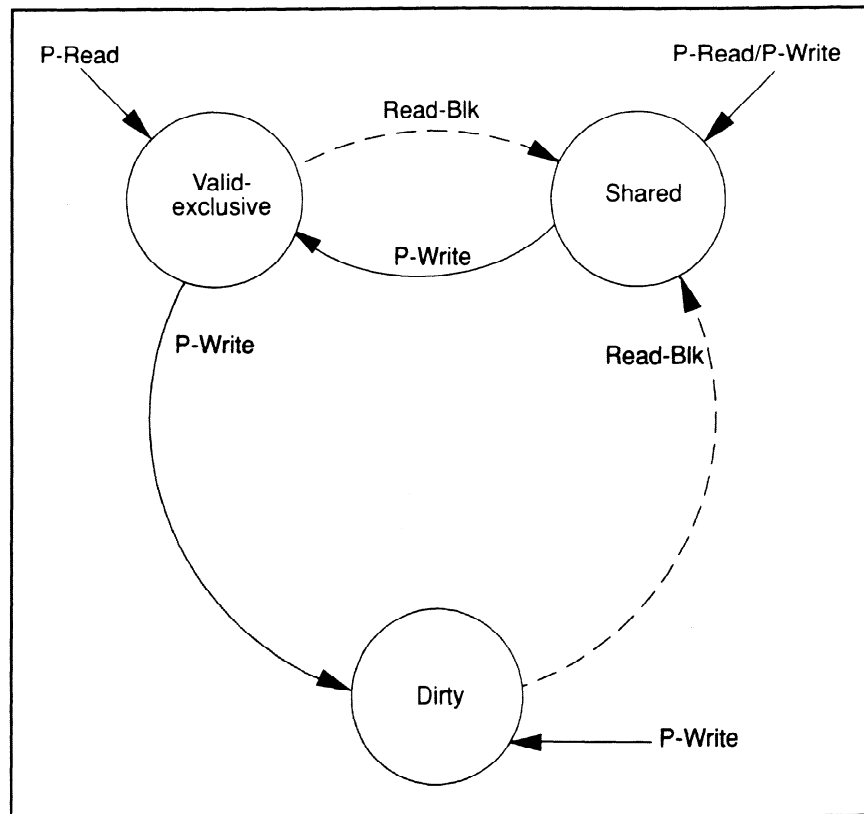 P-Read
P-Read/P-Write
Read-Blk
Valid-
exclusive
Shared
P-Write
P-Write
Read-Blk
Dirty
P-Write